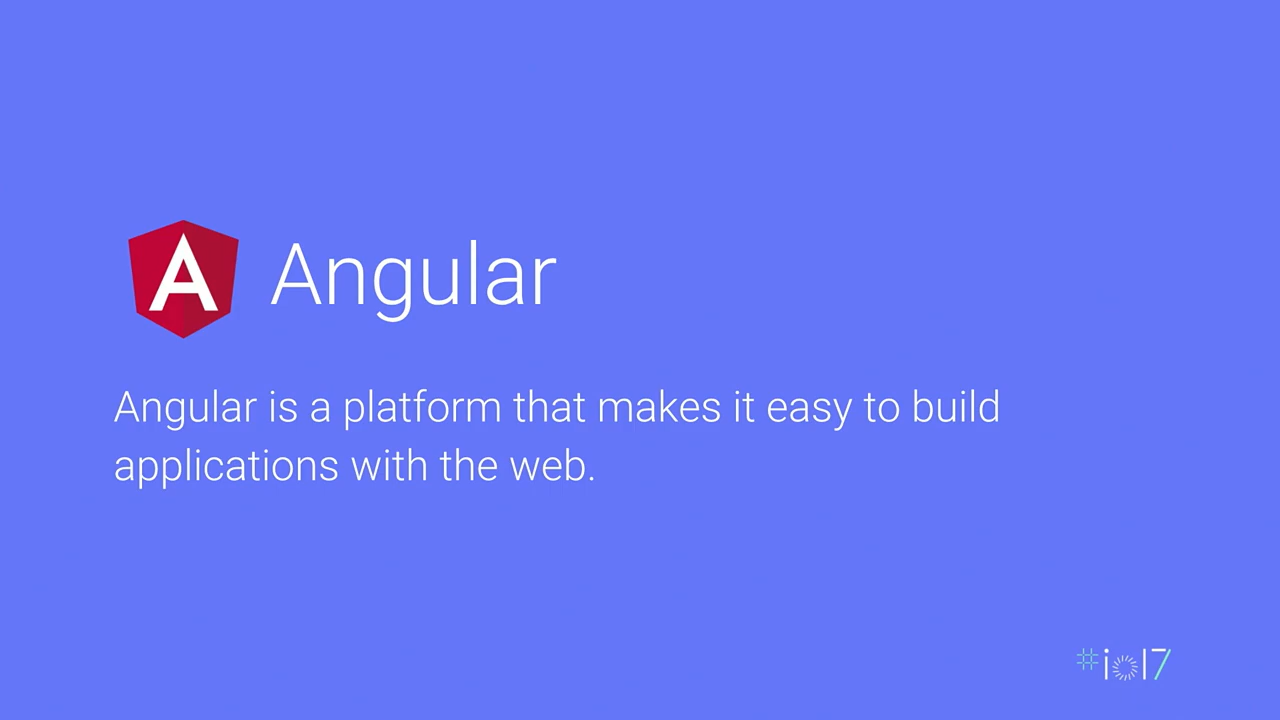 A Angular
Angular is a platform that makes it easy to build
applications with the web.
#io17